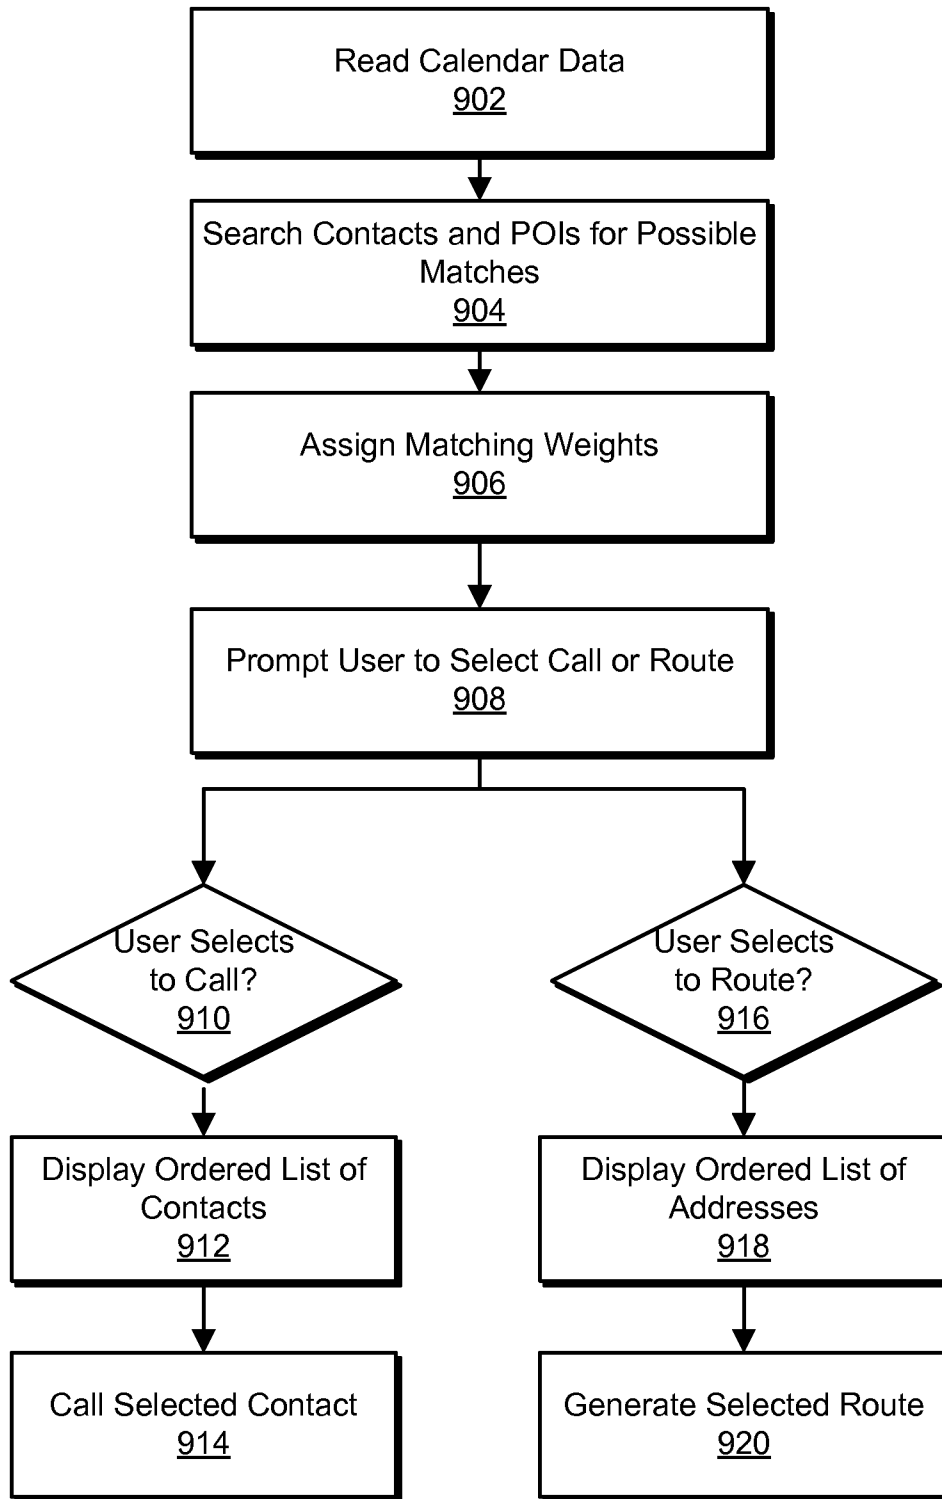 Read Calendar Data
902
Search Contacts and POIs for Possible
Matches
904
Assign Matching Weights
906
Prompt User to Select Call or Route
908
User Selects
to Call?
910
User Selects
to Route?
916
Display Ordered List of
Contacts
912
Display Ordered List of
Addresses
918
Call Selected Contact
914
Generate Selected Route
920